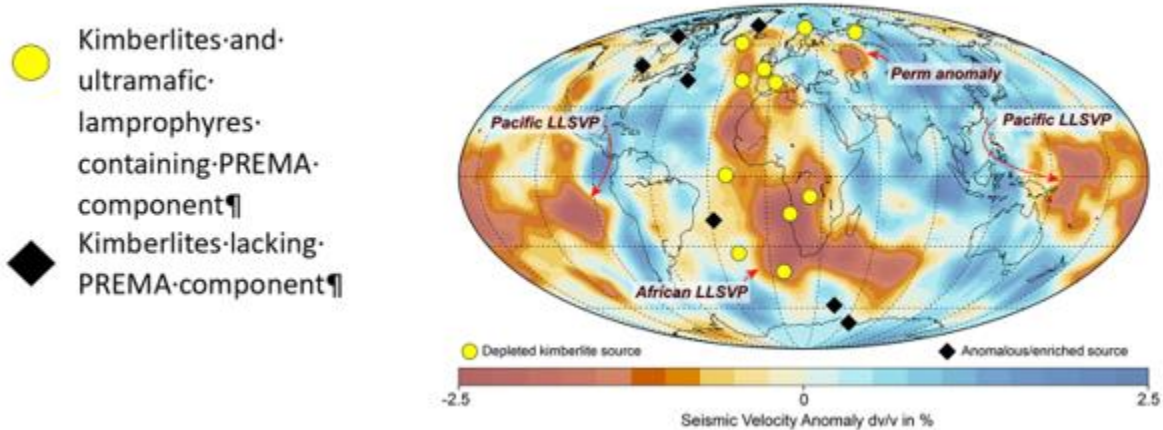 Kimberlites·and·
ultramafic·
lamprophyres·
containing·PREMA·
component¶
Kimberlites·lacking·
PREMA·component¶
Perm anomaly
Pacific LLSVP
Pacific LLSVP
African LLSVP
Depleted kimberlite source
Anomalous/enriched source
-2.5
0
2.5
Seismic Velocity Anomaly dv/v in %